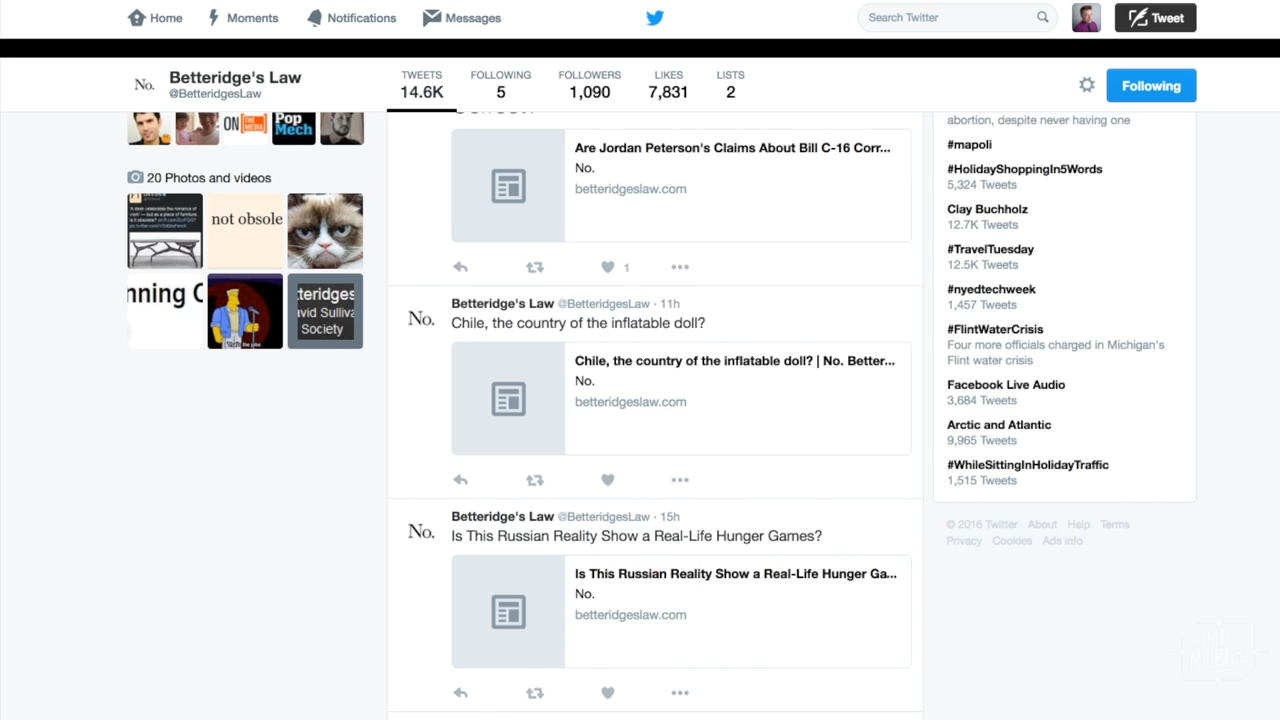 Home
Moments
Notifications
Messages
Search Twitter
Tweet
No.
Betteridge's Law
@BetteridgesLaw
TWEETS
14.6K
FOLLOWING
5
FOLLOWERS
1,090
LIKES
7,831
LISTS
2
Following
ON THE MEDIA
Pop
Mech
20 Photos and videos
not obsole
nning C
tteridges
avid Sulliva
Society
Are Jordan Peterson's Claims About Bill C-16 Corr...
No.
betteridgeslaw.com
1
No.
Betteridge's Law @BetteridgesLaw · 11h
Chile, the country of the inflatable doll?
Chile, the country of the inflatable doll? | No. Better...
No.
betteridgeslaw.com
No.
Betteridge's Law @BetteridgesLaw · 15h
Is This Russian Reality Show a Real-Life Hunger Games?
Is This Russian Reality Show a Real-Life Hunger Ga...
No.
betteridgeslaw.com
abortion, despite never having one
#mapoli
#HolidayShoppingIn5Words
5,324 Tweets
Clay Buchholz
12.7K Tweets
#TravelTuesday
12.5K Tweets
#nyedtechweek
1,457 Tweets
#FlintWaterCrisis
Four more officials charged in Michigan's
Flint water crisis
Facebook Live Audio
3,684 Tweets
Arctic and Atlantic
9,965 Tweets
#WhileSittingInHolidayTraffic
1,515 Tweets
© 2016 Twitter About Help Terms
Privacy Cookies Ads info